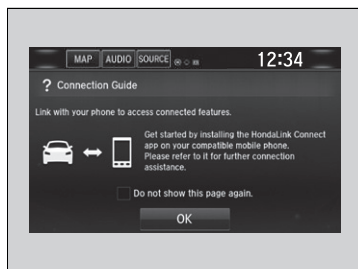 MAP AUDIO SOURCE 12:34
? Connection Guide
Link with your phone to access connected features.
Get started by installing the HondaLink Connect
app on your compatible mobile phone.
Please refer to it for further connection
assistance.
Do not show this page again.
OK